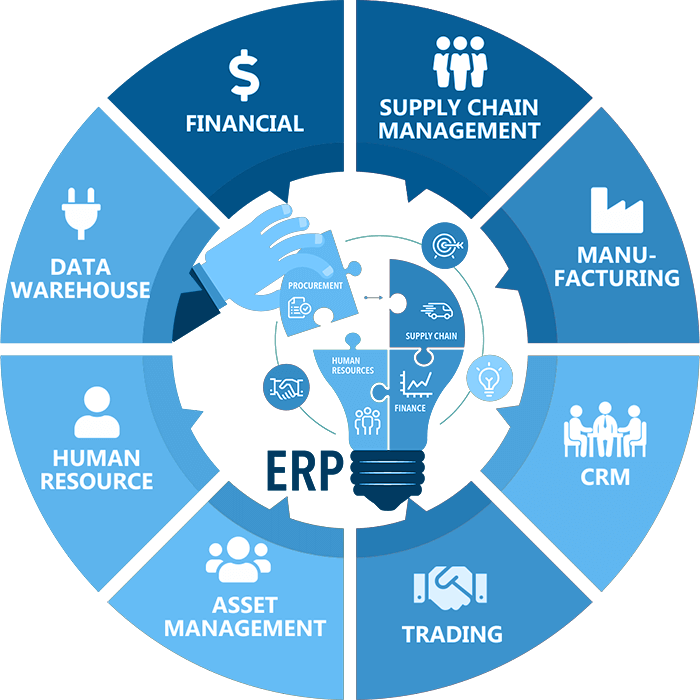 FINANCIAL
SUPPLY CHAIN
MANAGEMENT
MANU-
FACTURING
CRM
TRADING
ASSET
MANAGEMENT
HUMAN
RESOURCE
DATA
WAREHOUSE
PROCUREMENT
SUPPLY CHAIN
HUMAN
RESOURCES
FINANCE
ERP